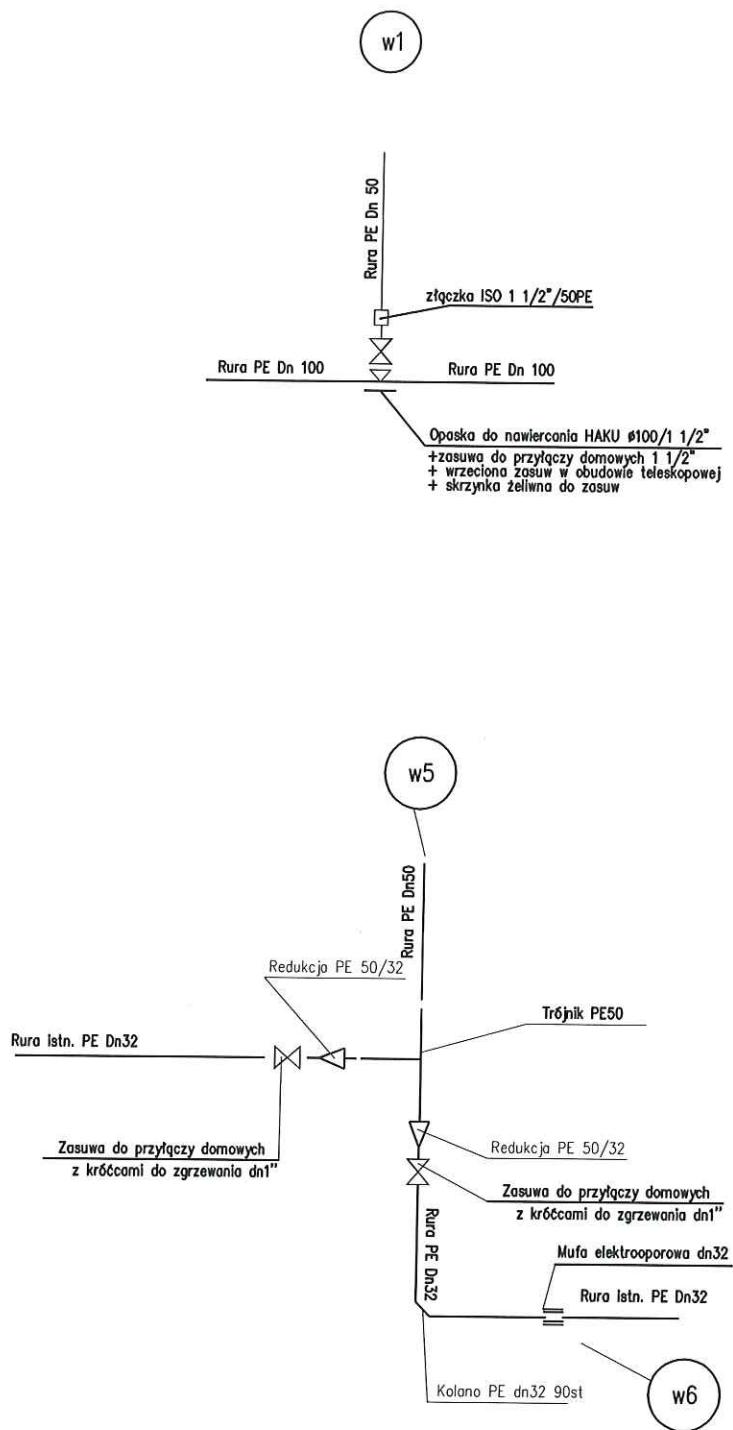 w1
Rura PE Dn 50
złączka ISO 1 1/2"/50PE
Rura PE Dn 100
Rura PE Dn 100
Opaska do nawiercania HAKU ø100/1 1/2"
+zasuwa do przyłączy domowych 1 1/2"
+ wrzeciona zasuw w obudowie teleskopowej
+ skrzynka żeliwna do zasuw
w5
Rura PE Dn50
Redukcja PE 50/32
Trójnik PE50
Rura Istn. PE Dn32
Zasuwa do przyłączy domowych
z króćcami do zgrzewania dn1"
Redukcja PE 50/32
Zasuwa do przyłączy domowych
z króćcami do zgrzewania dn1"
Rura PE Dn32
Mufa elektrooporowa dn32
Rura Istn. PE Dn32
Kolano PE dn32 90st
w6